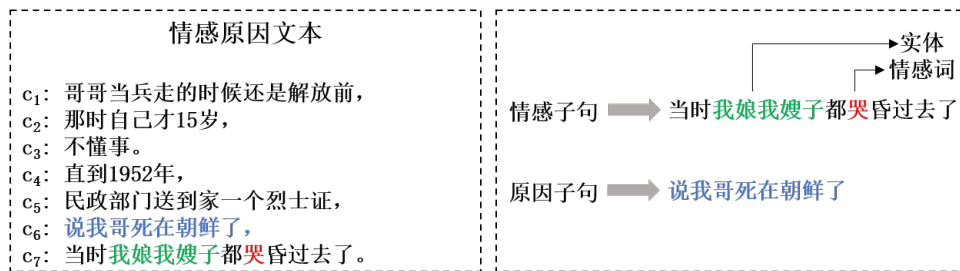 情感原因文本
c1: 哥哥当兵走的时候还是解放前，
c2: 那时自己才15岁，
c3: 不懂事。
c4: 直到1952年，
c5: 民政部门送到家一个烈士证，
c6: 说我哥死在朝鲜了，
c7: 当时我娘我嫂子都哭昏过去了。
实体
情感词
情感子句 当时我娘我嫂子都哭昏过去了
原因子句 说我哥死在朝鲜了